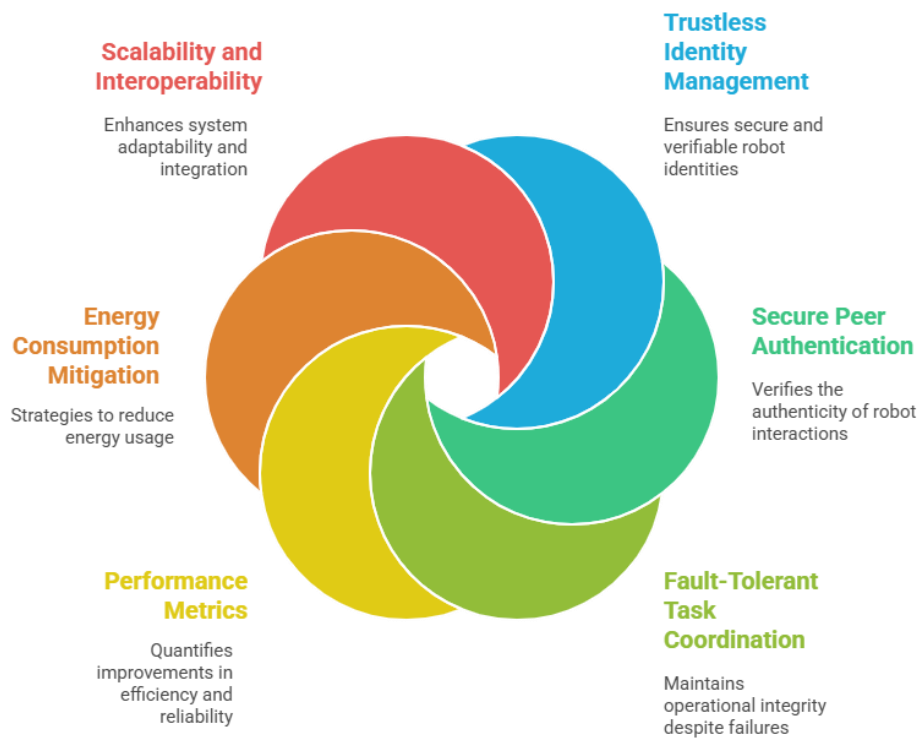 Scalability and
Interoperability
Enhances system
adaptability and
integration
Trustless
Identity
Management
Ensures secure and
verifiable robot
identities
Energy
Consumption
Mitigation
Strategies to reduce
energy usage
Secure Peer
Authentication
Verifies the
authenticity of robot
interactions
Performance
Metrics
Quantifies
improvements in
efficiency and
reliability
Fault-Tolerant
Task
Coordination
Maintains
operational integrity
despite failures